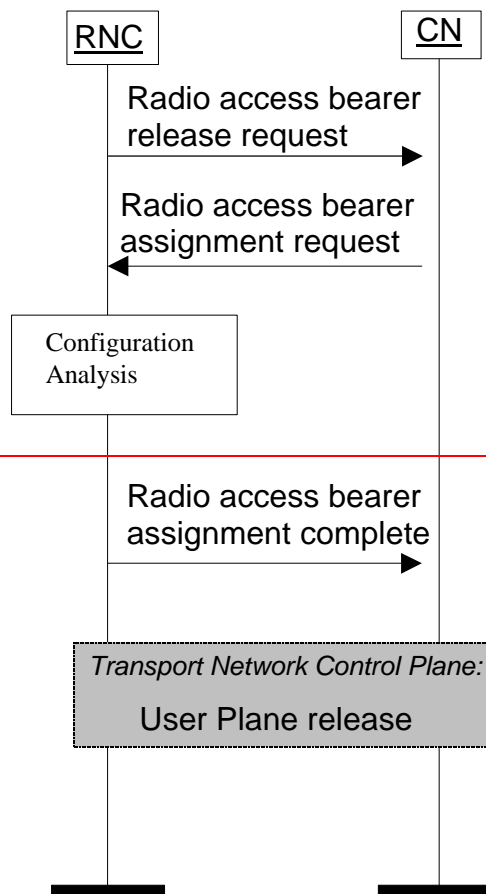 RNC
CN
Radio access bearer
release request
Radio access bearer
assignment request
Configuration
Analysis
Radio access bearer
assignment complete
Transport Network Control Plane:
User Plane release